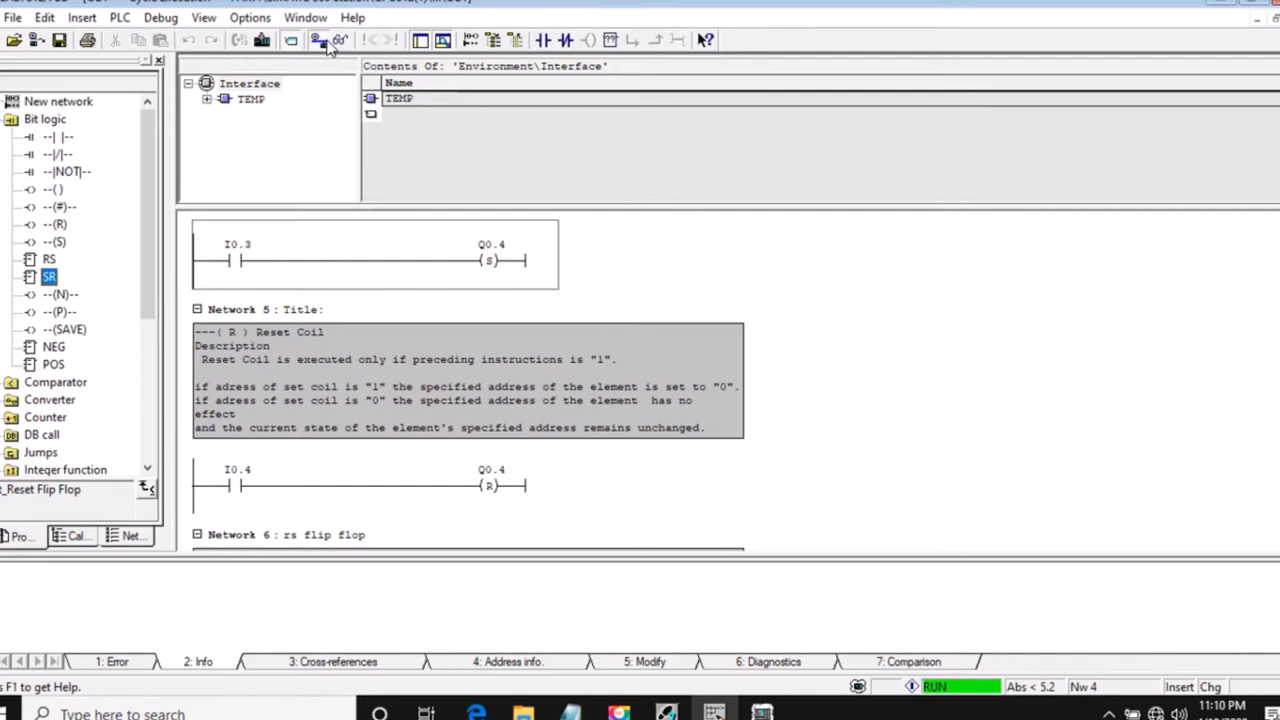 File Edit Insert PLC Debug View Options Window Help
Contents Of: 'Environment\Interface'
Interface
Name
TEMP
TEMP
New network
Bit logic
--| |--
--|/|--
--|NOT|--
--( )
--(#)--
--(R)
--(S)
RS
SR
--(N)--
--(P)--
--(SAVE)
NEG
POS
Comparator
Converter
Counter
DB call
Jumps
Integer function
t_Reset Flip Flop
Pro...
Cal...
Net...
I0.3
Q0.4
(S)
Network 5 : Title:
---( R ) Reset Coil
Description
Reset Coil is executed only if preceding instructions is "1".
if adress of set coil is "1" the specified address of the element is set to "0".
if adress of set coil is "0" the specified address of the element has no
effect
and the current state of the element's specified address remains unchanged.
I0.4
Q0.4
(R)
Network 6 : rs flip flop
1: Error
2: Info
3: Cross-references
4: Address info.
5: Modify
6: Diagnostics
7: Comparison
s F1 to get Help.
RUN
Abs < 5.2
Nw 4
Insert
Chg
Type here to search
11:10 PM